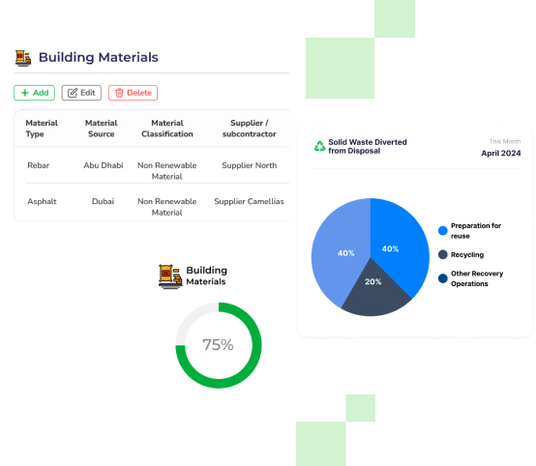 Building Materials
Add Edit Delete
Material Material Material Supplier /
Type Source Classification subcontractor
Rebar Abu Dhabi Non Renewable Supplier North
Material
Asphalt Dubai Non Renewable Supplier Camellias
Material
Building
Materials
75%
Solid Waste Diverted This Month
from Disposal April 2024
40% 40%
20%
Preparation for
reuse
Recycling
Other Recovery
Operations